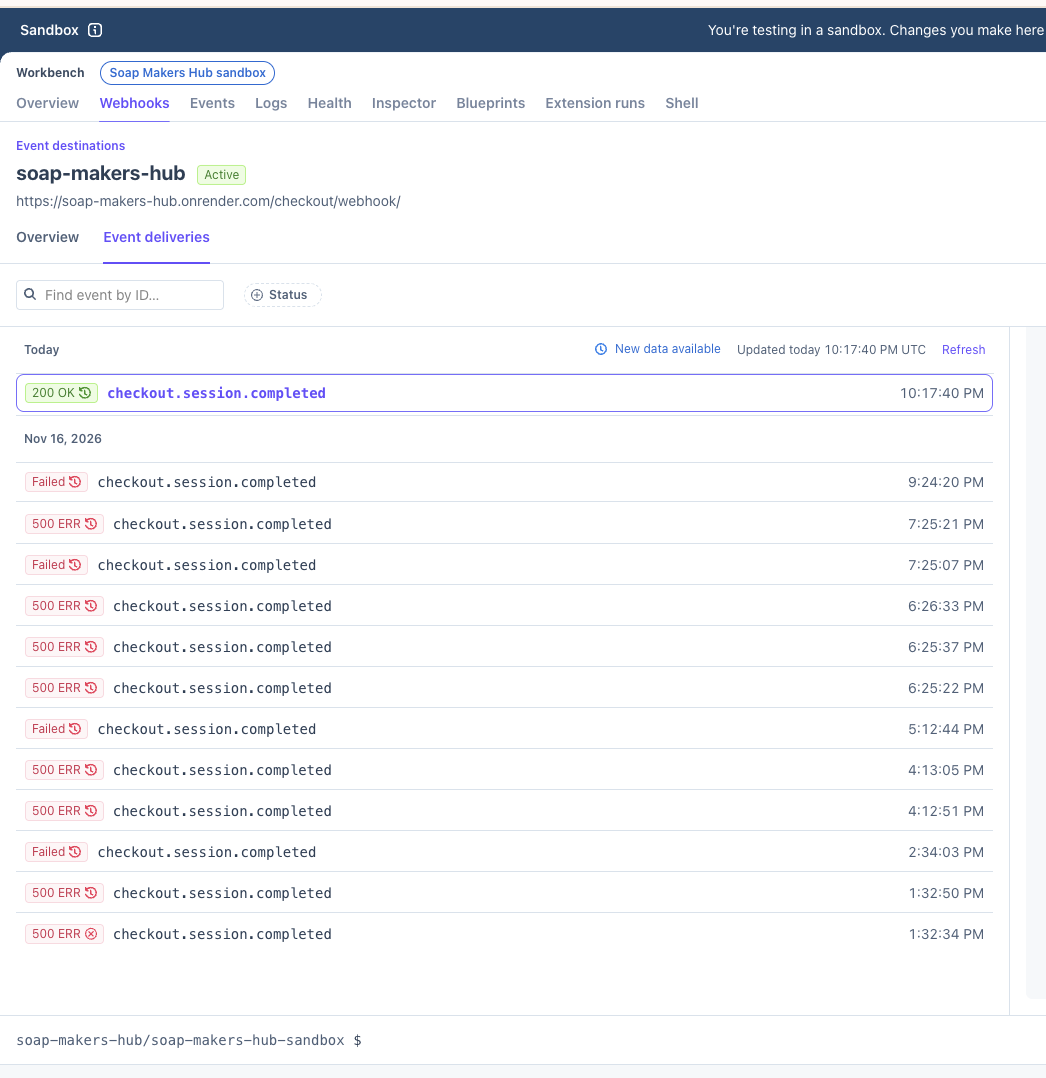 Sandbox
You're testing in a sandbox. Changes you make here
Workbench Soap Makers Hub sandbox
Overview Webhooks Events Logs Health Inspector Blueprints Extension runs Shell
Event destinations
soap-makers-hub Active
https://soap-makers-hub.onrender.com/checkout/webhook/
Overview Event deliveries
Find event by ID... Status
Today New data available Updated today 10:17:40 PM UTC Refresh
200 OK checkout.session.completed 10:17:40 PM
Nov 16, 2026
Failed checkout.session.completed 9:24:20 PM
500 ERR checkout.session.completed 7:25:21 PM
Failed checkout.session.completed 7:25:07 PM
500 ERR checkout.session.completed 6:26:33 PM
500 ERR checkout.session.completed 6:25:37 PM
500 ERR checkout.session.completed 6:25:22 PM
Failed checkout.session.completed 5:12:44 PM
500 ERR checkout.session.completed 4:13:05 PM
500 ERR checkout.session.completed 4:12:51 PM
Failed checkout.session.completed 2:34:03 PM
500 ERR checkout.session.completed 1:32:50 PM
500 ERR checkout.session.completed 1:32:34 PM
soap-makers-hub/soap-makers-hub-sandbox $